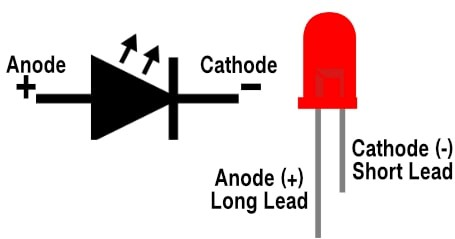 Anode
+
Cathode
-
Anode (+)
Long Lead
Cathode (-)
Short Lead